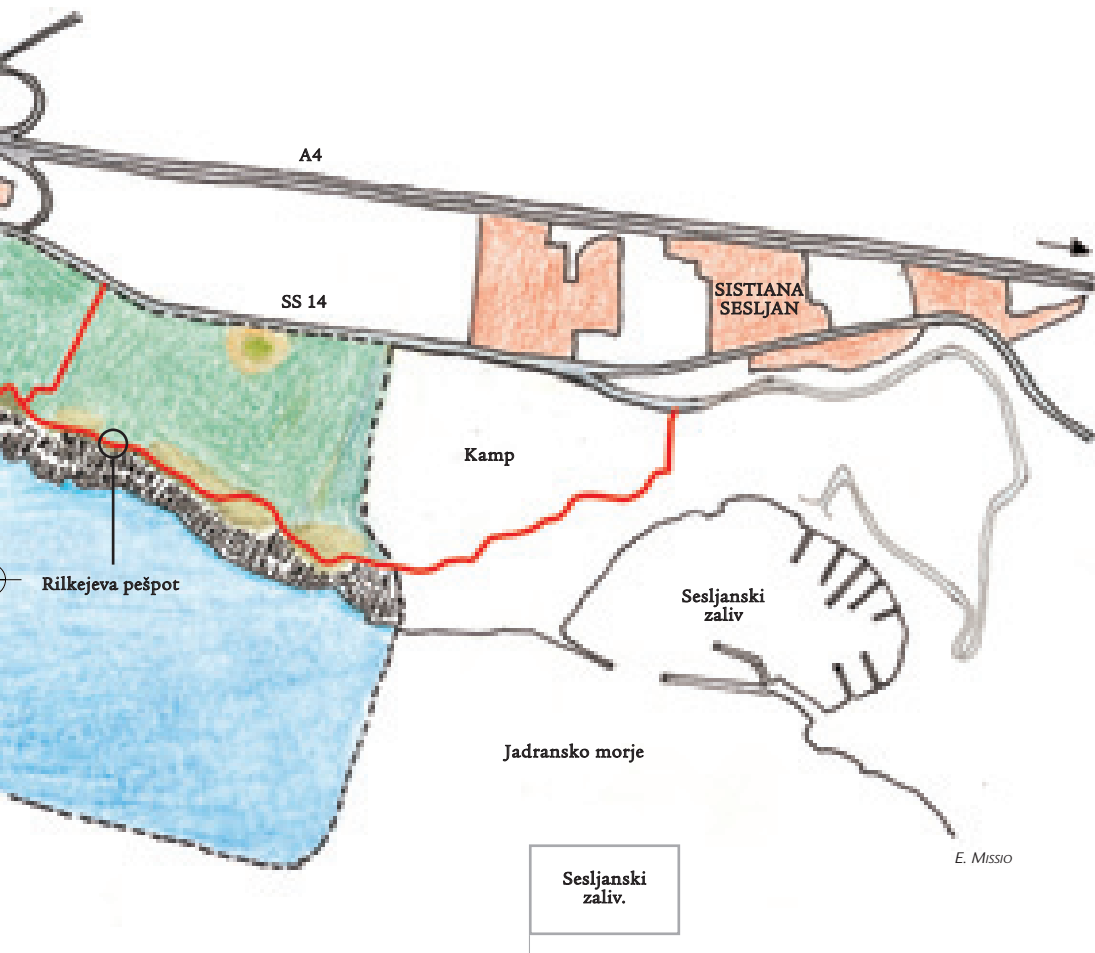 A4
SS 14
SISTIANA
SESLJAN
Kamp
Rilkejeva pešpot
Sesljanski
zaliv
Jadransko morje
E. Missio
Sesljanski
zaliv.